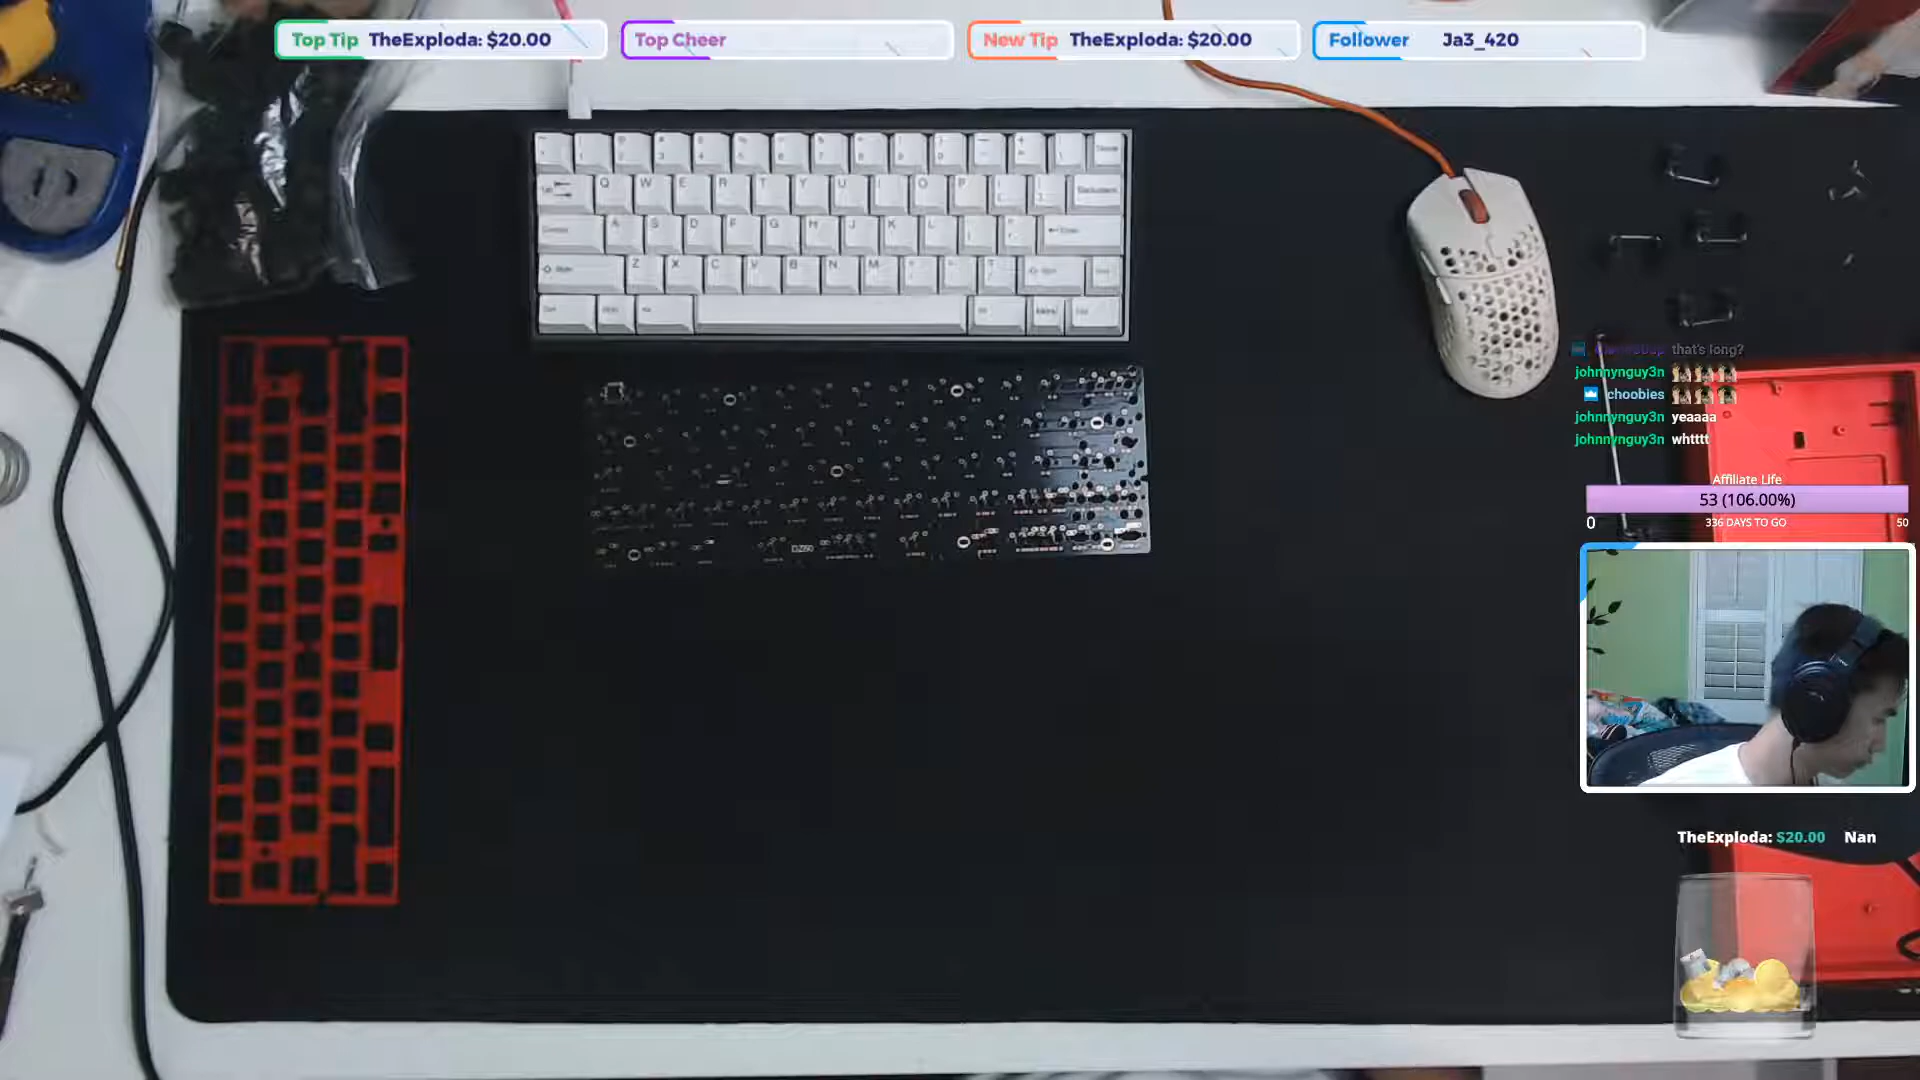 Top Tip TheExploda: $20.00
Top Cheer
New Tip TheExploda: $20.00
Follower Ja3_420
Q W E R T Y U I O P
A S D F G H J K L
Z X C V B N M
that's long?
johnnynguy3n
choobies
johnnynguy3n yeaaaa
johnnynguy3n whtttt
Affiliate Life
53 (106.00%)
0 336 DAYS TO GO 50
TheExploda: $20.00 Nan